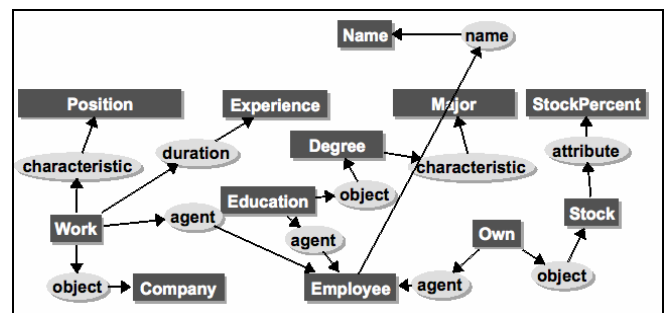 Name
name
Position
Experience
Major
StockPercent
characteristic
duration
Degree
characteristic
attribute
Education
object
Work
agent
agent
Own
Stock
object
Company
Employee
agent
object